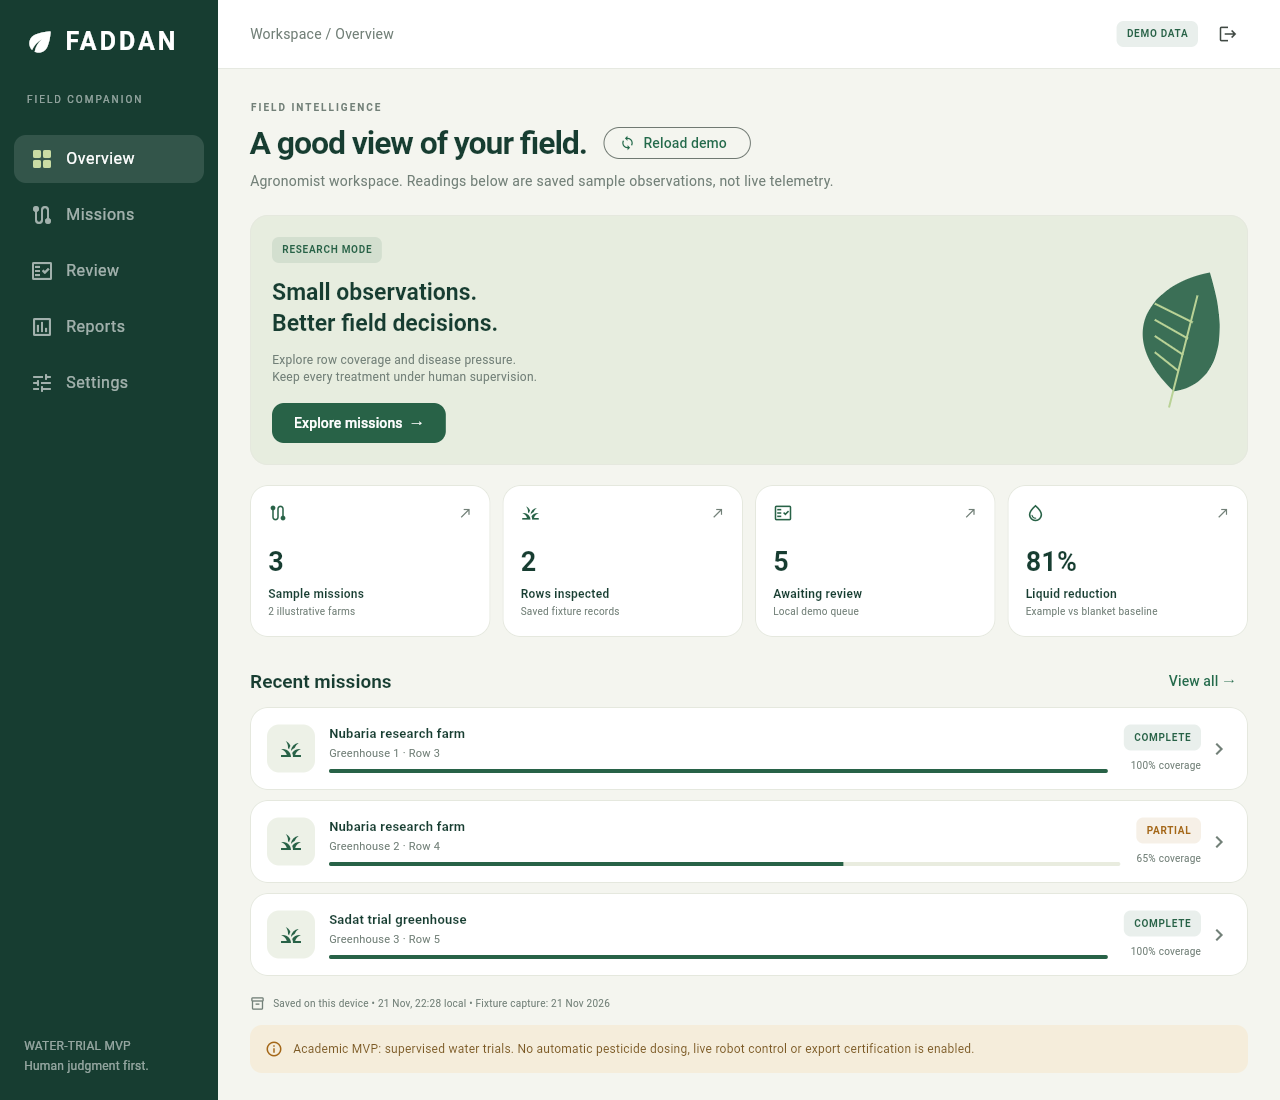 FADDAN
FIELD COMPANION
Overview
Missions
Review
Reports
Settings
WATER-TRIAL MVP
Human judgment first.
Workspace / Overview
DEMO DATA
FIELD INTELLIGENCE
A good view of your field.
Reload demo
Agronomist workspace. Readings below are saved sample observations, not live telemetry.
RESEARCH MODE
Small observations.
Better field decisions.
Explore row coverage and disease pressure.
Keep every treatment under human supervision.
Explore missions →
3
Sample missions
2 illustrative farms
2
Rows inspected
Saved fixture records
5
Awaiting review
Local demo queue
81%
Liquid reduction
Example vs blanket baseline
Recent missions
View all →
Nubaria research farm
Greenhouse 1 · Row 3
COMPLETE
100% coverage
Nubaria research farm
Greenhouse 2 · Row 4
PARTIAL
65% coverage
Sadat trial greenhouse
Greenhouse 3 · Row 5
COMPLETE
100% coverage
Saved on this device • 21 Nov, 22:28 local • Fixture capture: 21 Nov 2026
Academic MVP: supervised water trials. No automatic pesticide dosing, live robot control or export certification is enabled.